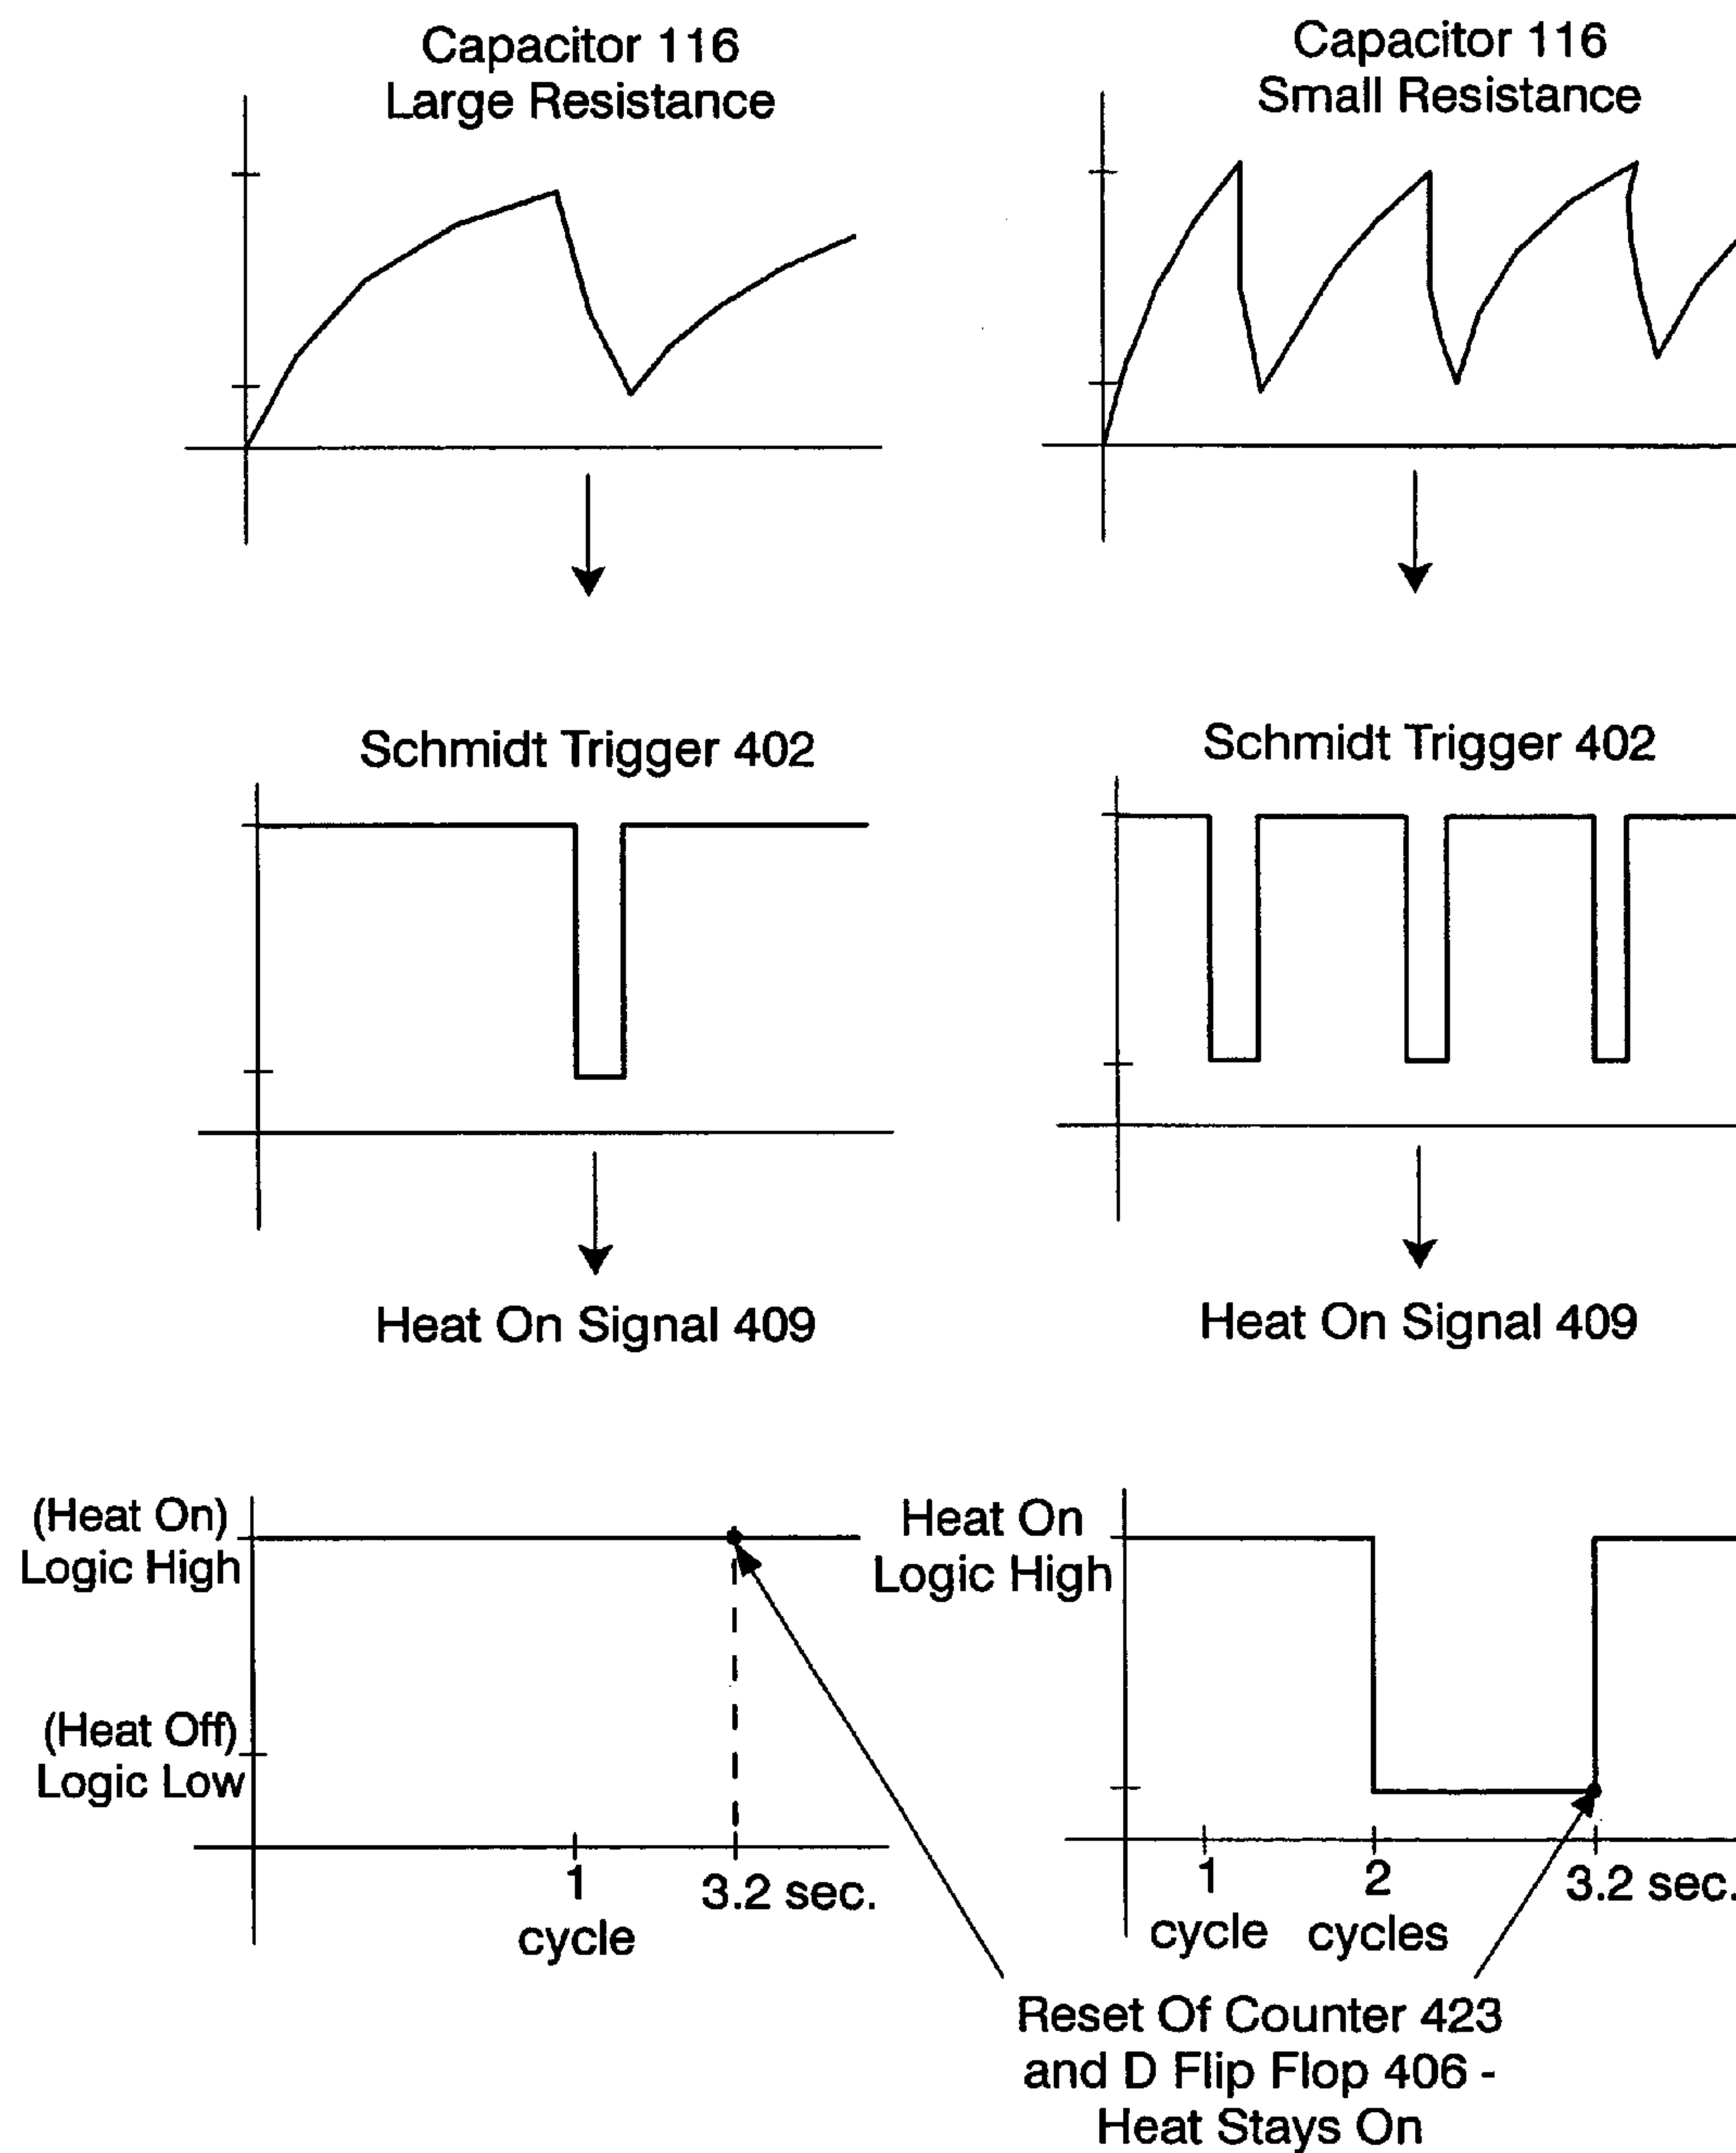 Capacitor 116
Large Resistance
Capacitor 116
Small Resistance
Schmidt Trigger 402
Schmidt Trigger 402
Heat On Signal 409
Heat On Signal 409
(Heat On)
Logic High
(Heat Off)
Logic Low
1
cycle
3.2 sec.
Heat On
Logic High
1
cycle
2
cycles
3.2 sec.
Reset Of Counter 423
and D Flip Flop 406 -
Heat Stays On